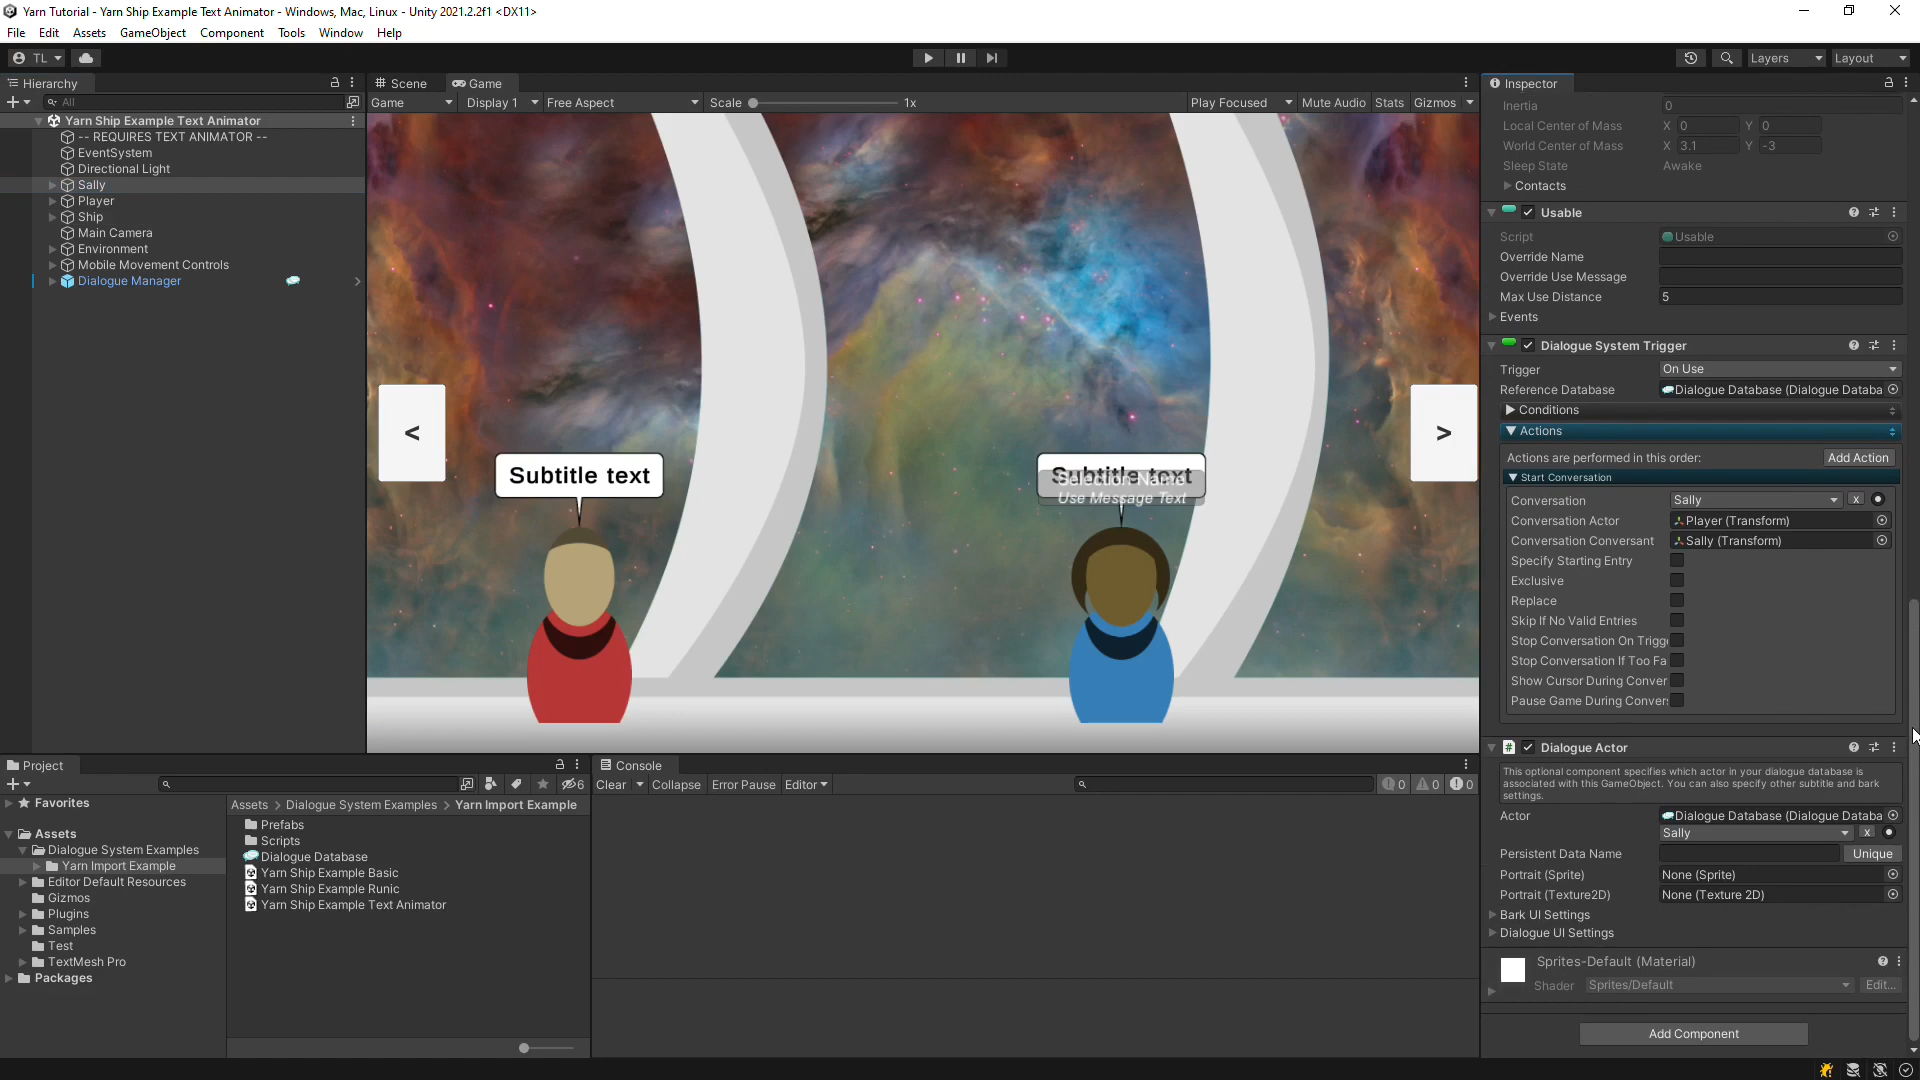 Yarn Tutorial - Yarn Ship Example Text Animator - Windows, Mac, Linux - Unity 2021.2.2f1 <DX11>
File Edit Assets GameObject Component Tools Window Help
TL
Layers
Layout
Hierarchy
All
Yarn Ship Example Text Animator
-- REQUIRES TEXT ANIMATOR --
EventSystem
Directional Light
Sally
Player
Ship
Main Camera
Environment
Mobile Movement Controls
Dialogue Manager
Scene Game
Game Display 1 Free Aspect Scale 1x Play Focused Mute Audio Stats Gizmos
<
>
Subtitle text
Subtitle text
Selection Name
Use Message Text
Inspector
Inertia 0
Local Center of Mass X 0 Y 0
World Center of Mass X 3.1 Y -3
Sleep State Awake
Contacts
Usable
Script Usable
Override Name
Override Use Message
Max Use Distance 5
Events
Dialogue System Trigger
Trigger On Use
Reference Database Dialogue Database (Dialogue Databa
Conditions
Actions
Actions are performed in this order: Add Action
Start Conversation
Conversation Sally x
Conversation Actor Player (Transform)
Conversation Conversant Sally (Transform)
Specify Starting Entry
Exclusive
Replace
Skip If No Valid Entries
Stop Conversation On Trigge
Stop Conversation If Too Fa
Show Cursor During Conver
Pause Game During Convers
Dialogue Actor
This optional component specifies which actor in your dialogue database is
associated with this GameObject. You can also specify other subtitle and bark
settings.
Actor Dialogue Database (Dialogue Databa
Sally x
Persistent Data Name Unique
Portrait (Sprite) None (Sprite)
Portrait (Texture2D) None (Texture 2D)
Bark UI Settings
Dialogue UI Settings
Sprites-Default (Material)
Shader Sprites/Default Edit...
Add Component
Project
6
Favorites
Assets
Dialogue System Examples
Yarn Import Example
Editor Default Resources
Gizmos
Plugins
Samples
Test
TextMesh Pro
Packages
Assets > Dialogue System Examples > Yarn Import Example
Prefabs
Scripts
Dialogue Database
Yarn Ship Example Basic
Yarn Ship Example Runic
Yarn Ship Example Text Animator
Console
Clear Collapse Error Pause Editor 0 0 0